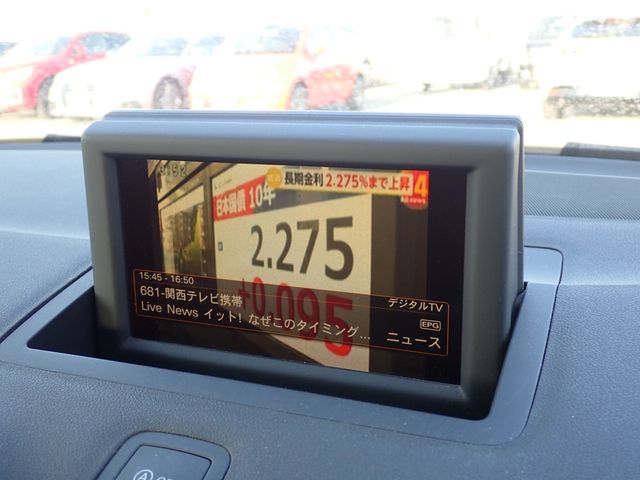 長期金利 2.275%まで上昇
日本国債 10年
2.275
+0.095
15:45 - 16:50
681-関西テレビ携帯
デジタルTV
Live News イット! なぜこのタイミング...
EPG
ニュース